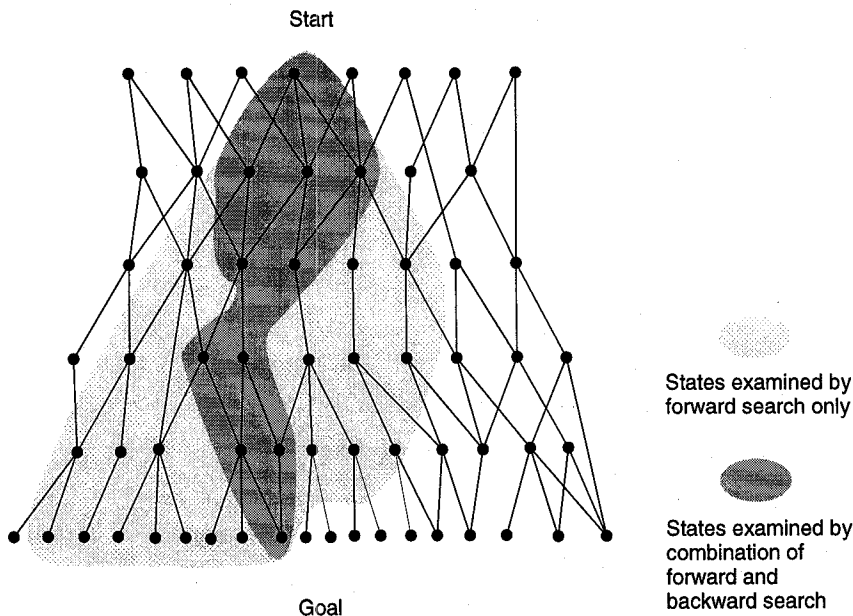 Start
States examined by
forward search only
States examined by
combination of
forward and
backward search
Goal